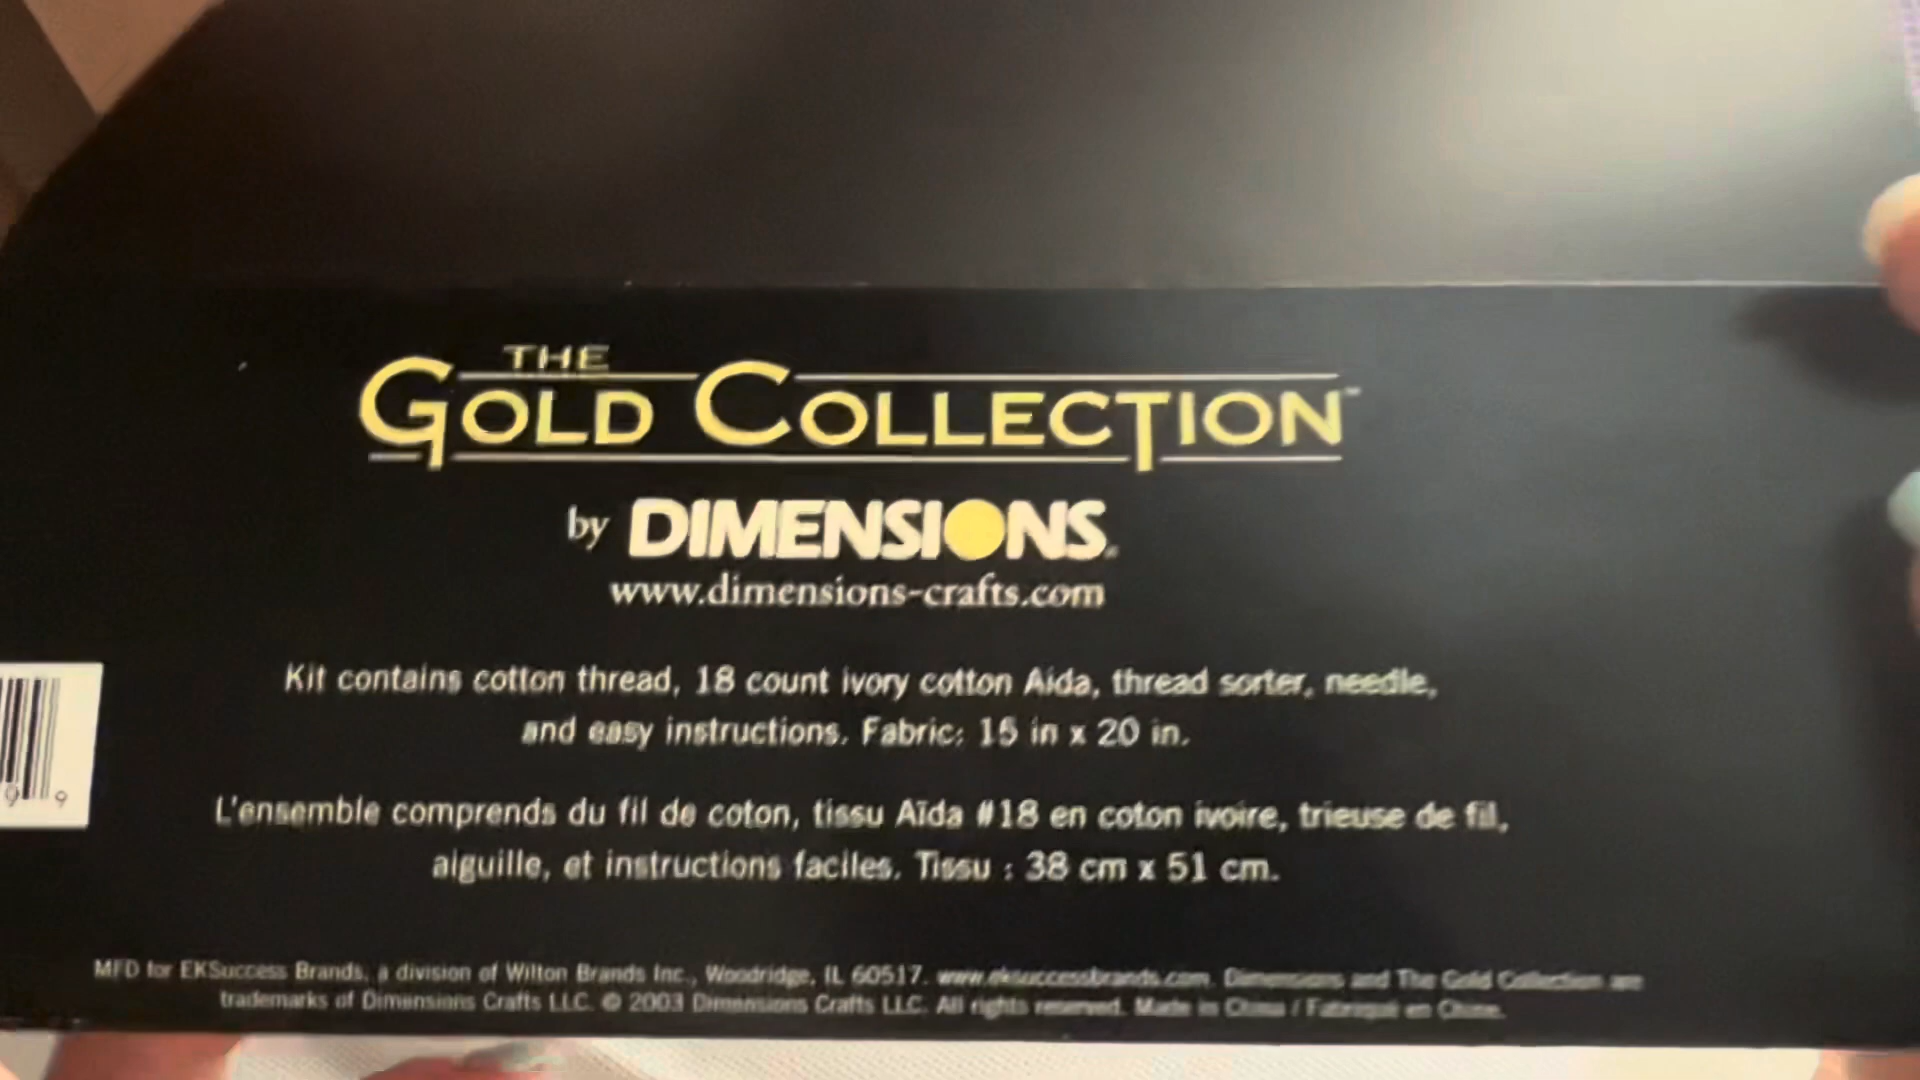 THE
GOLD COLLECTION™
by DIMENSIONS®
www.dimensions-crafts.com
Kit contains cotton thread, 18 count ivory cotton Aida, thread sorter, needle,
and easy instructions. Fabric: 15 in x 20 in.
9 9
L'ensemble comprends du fil de coton, tissu Aïda #18 en coton ivoire, trieuse de fil,
aiguille, et instructions faciles. Tissu : 38 cm x 51 cm.
MFD for EKSuccess Brands, a division of Wilton Brands Inc., Woodridge, IL 60517. www.eksuccessbrands.com. Dimensions and The Gold Collection are
trademarks of Dimensions Crafts LLC. © 2003 Dimensions Crafts LLC. All rights reserved. Made in China / Fabriqué en Chine.